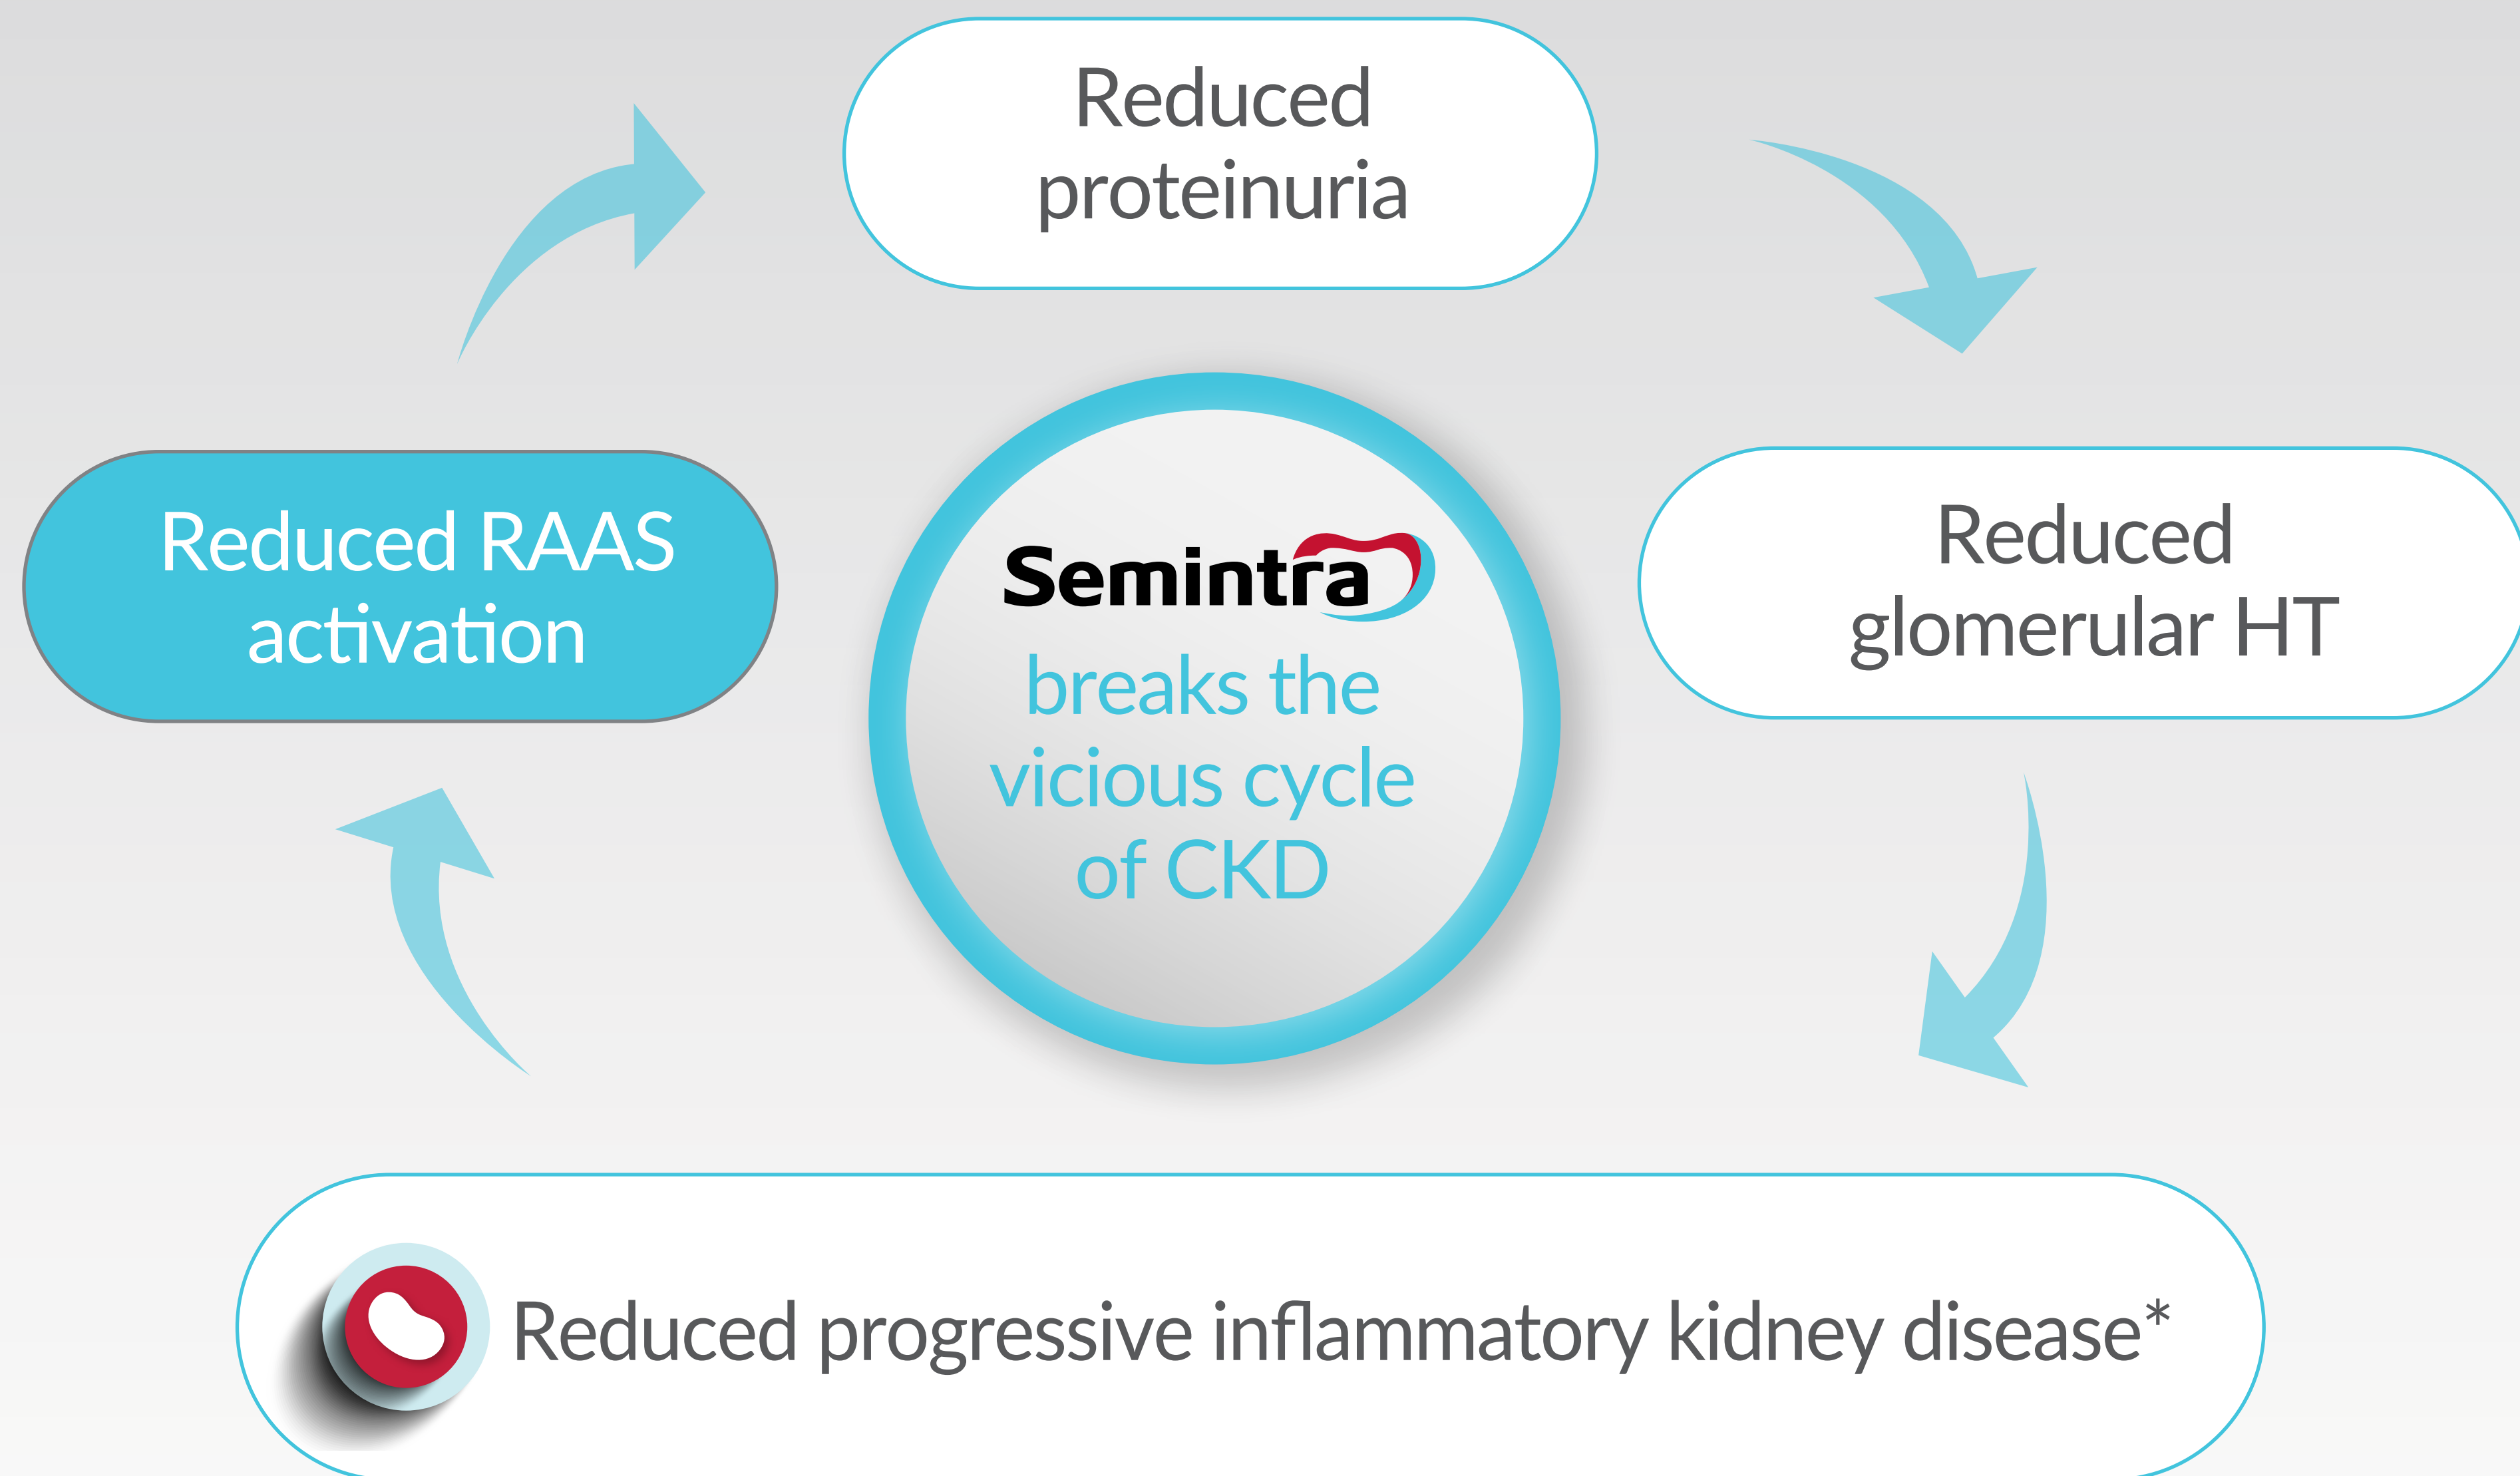 Reduced
proteinuria
Reduced RAAS
activation
Semintra
breaks the
vicious cycle
of CKD
Reduced
glomerular HT
Reduced progressive inflammatory kidney disease*